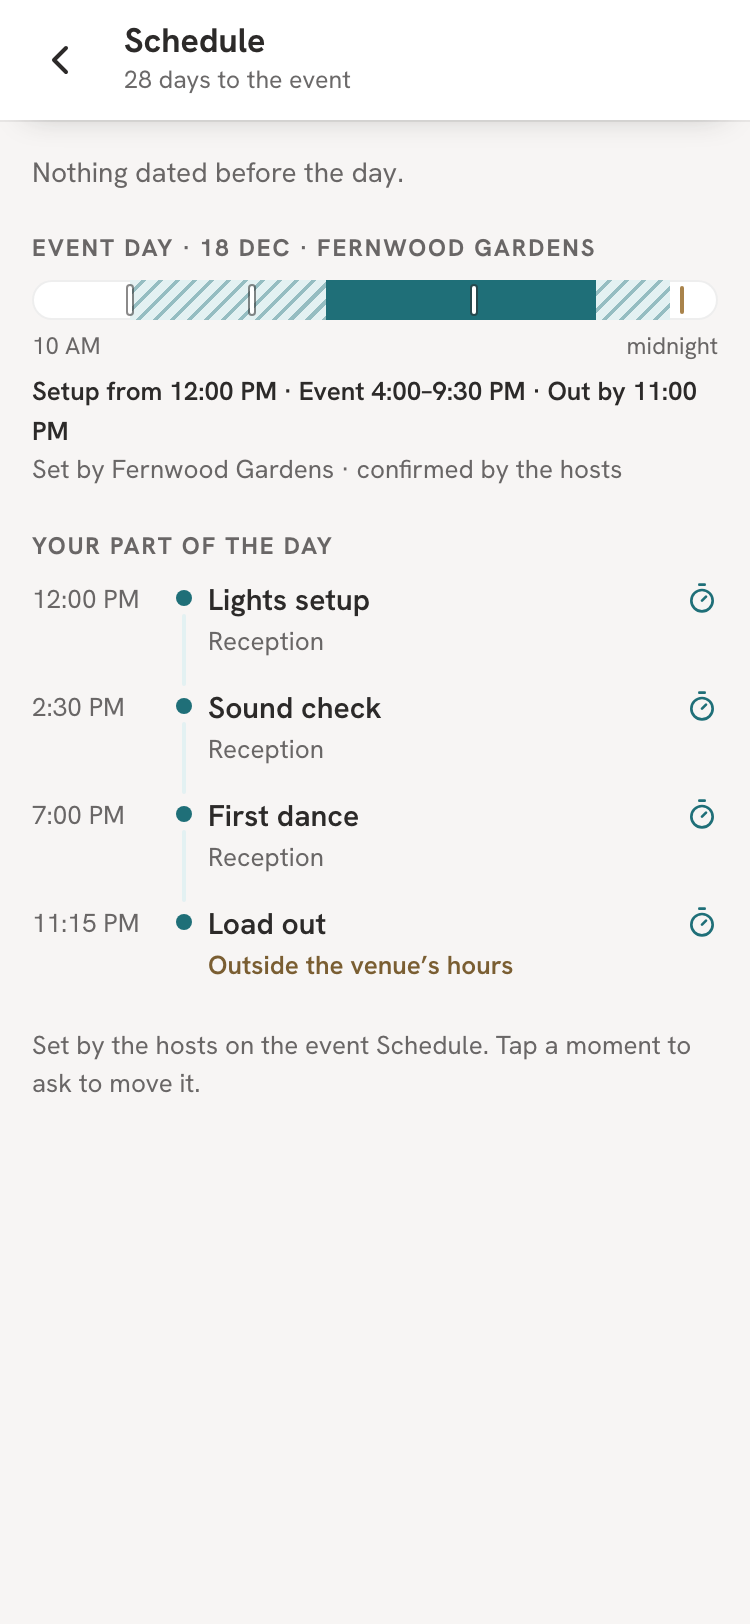 Schedule
28 days to the event
Nothing dated before the day.
EVENT DAY · 18 DEC · FERNWOOD GARDENS
10 AM
midnight
Setup from 12:00 PM · Event 4:00–9:30 PM · Out by 11:00
PM
Set by Fernwood Gardens · confirmed by the hosts
YOUR PART OF THE DAY
12:00 PM
Lights setup
Reception
2:30 PM
Sound check
Reception
7:00 PM
First dance
Reception
11:15 PM
Load out
Outside the venue’s hours
Set by the hosts on the event Schedule. Tap a moment to
ask to move it.